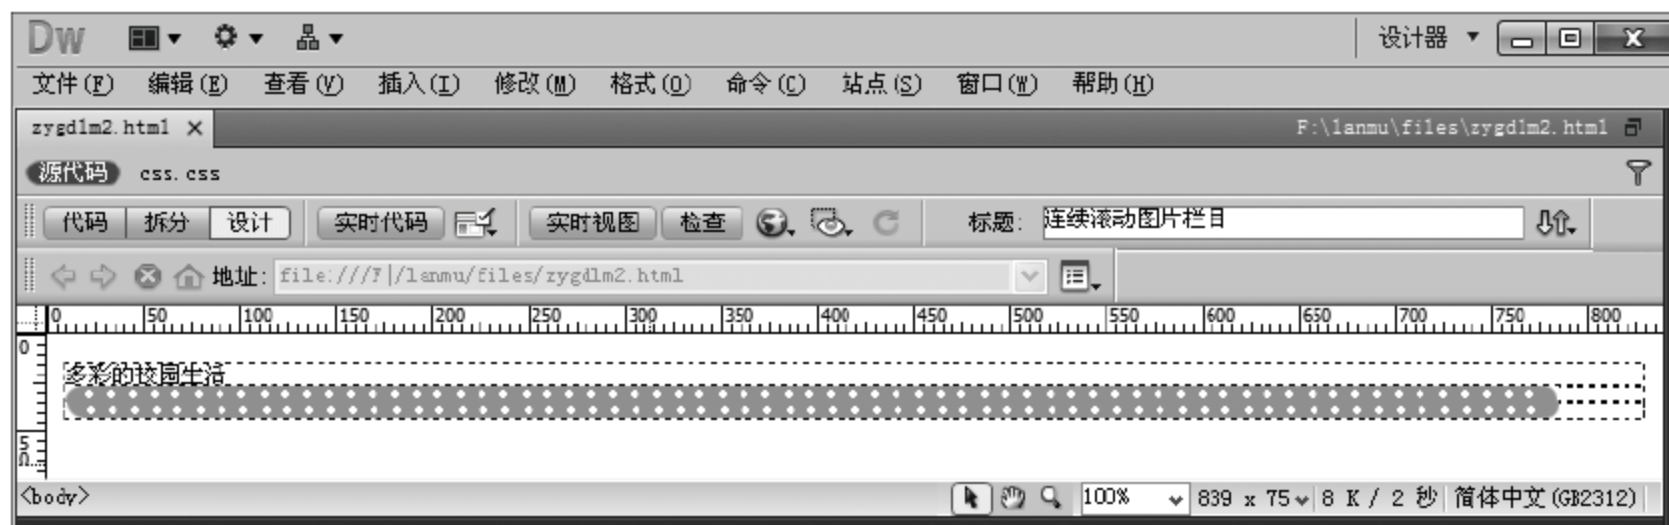 Dw 设计器
文件(F) 编辑(E) 查看(V) 插入(I) 修改(M) 格式(O) 命令(C) 站点(S) 窗口(W) 帮助(H)
zygdlm2.html F:\lanmu\files\zygdlm2.html
源代码 css.css
代码 拆分 设计 实时代码 实时视图 检查 标题: 连续滚动图片栏目
地址: file:///F|/lanmu/files/zygdlm2.html
0 50 100 150 200 250 300 350 400 450 500 550 600 650 700 750 800
0
多彩的校园生活
50
<body> 100% 839 x 75 8 K / 2 秒 简体中文(GB2312)